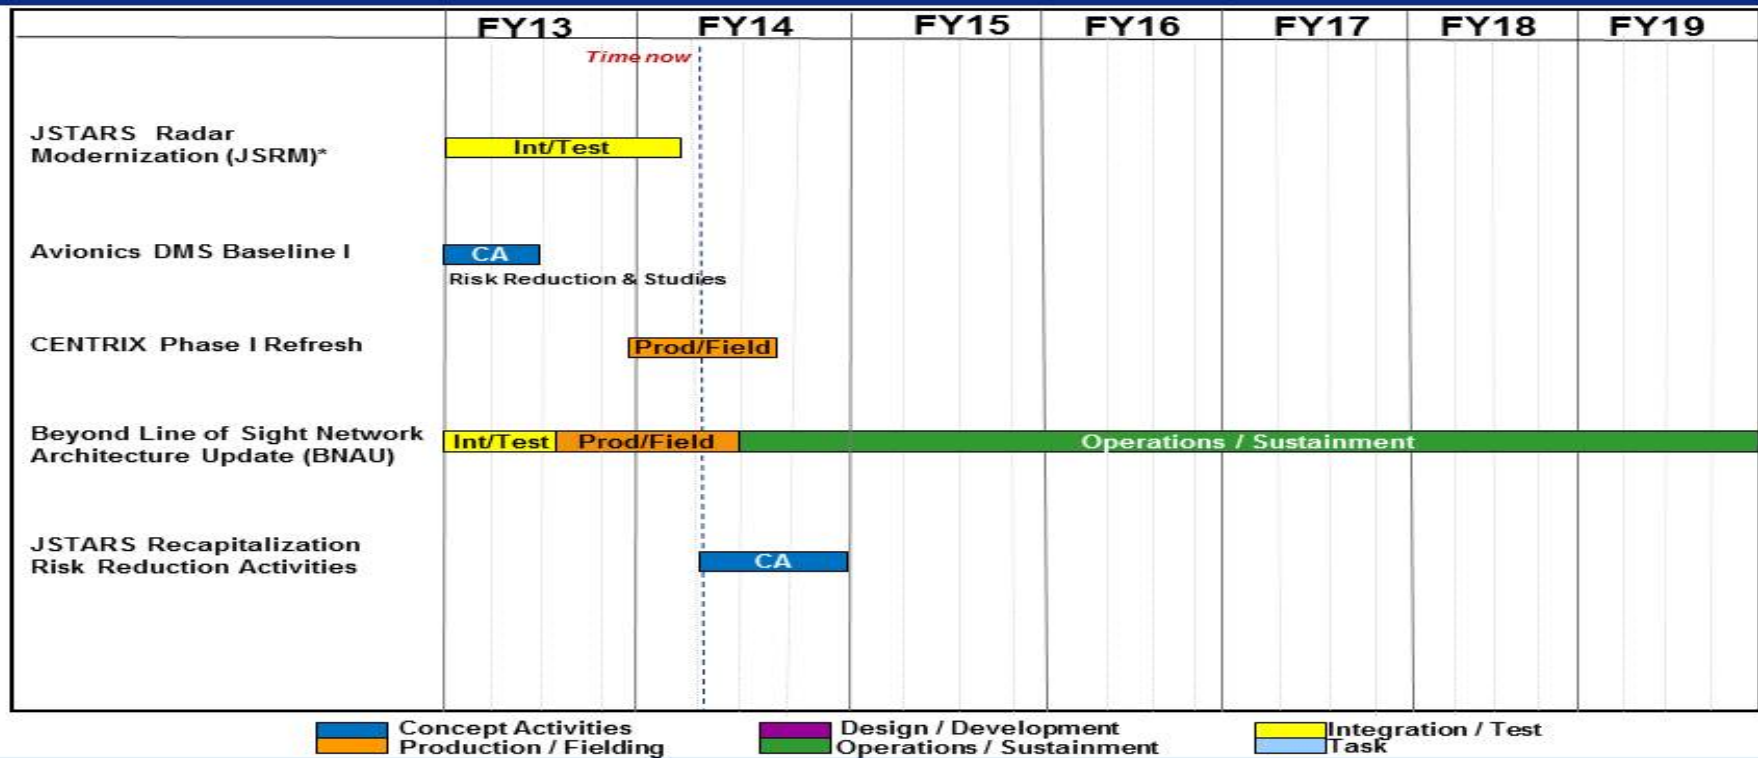 FY13 FY14 FY15 FY16 FY17 FY18 FY19
Time now
JSTARS Radar
Modernization (JSRM)*
Int/Test
Avionics DMS Baseline I
CA
Risk Reduction & Studies
CENTRIX Phase I Refresh
Prod/Field
Beyond Line of Sight Network
Architecture Update (BNAU)
Int/Test Prod/Field Operations / Sustainment
JSTARS Recapitalization
Risk Reduction Activities
CA
Concept Activities Design / Development Integration / Test
Production / Fielding Operations / Sustainment Task